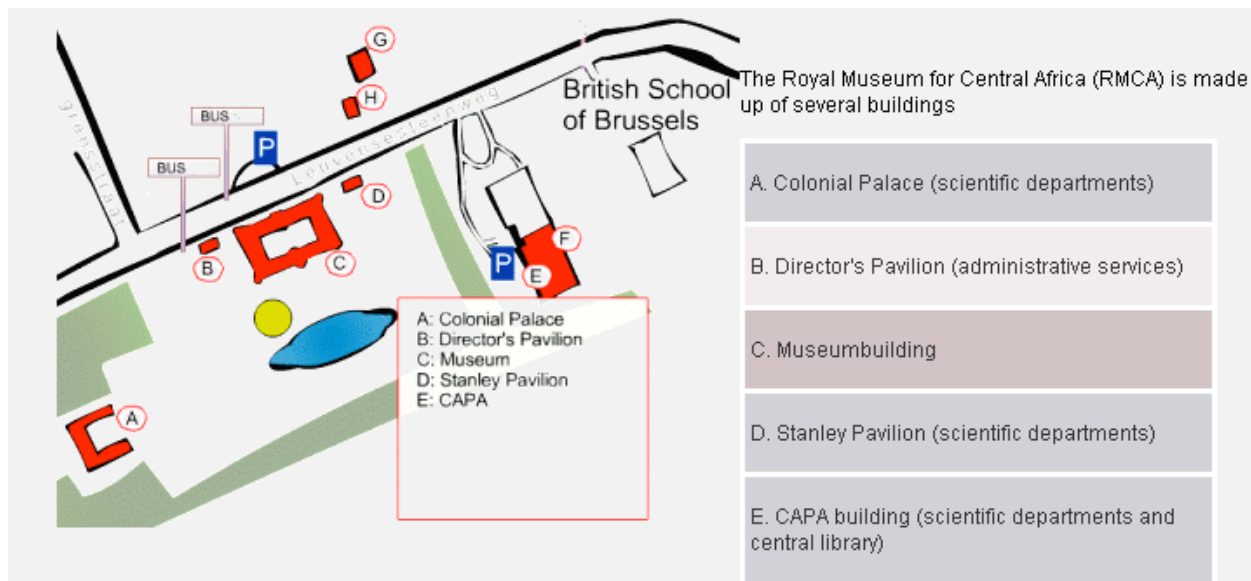 G
H
British School
of Brussels
BUS
P
BUS
grensstraat
Leuvensesteenweg
D
F
B
C
P
E
A
A: Colonial Palace
B: Director's Pavilion
C: Museum
D: Stanley Pavilion
E: CAPA
The Royal Museum for Central Africa (RMCA) is made
up of several buildings
A. Colonial Palace (scientific departments)
B. Director's Pavilion (administrative services)
C. Museumbuilding
D. Stanley Pavilion (scientific departments)
E. CAPA building (scientific departments and
central library)